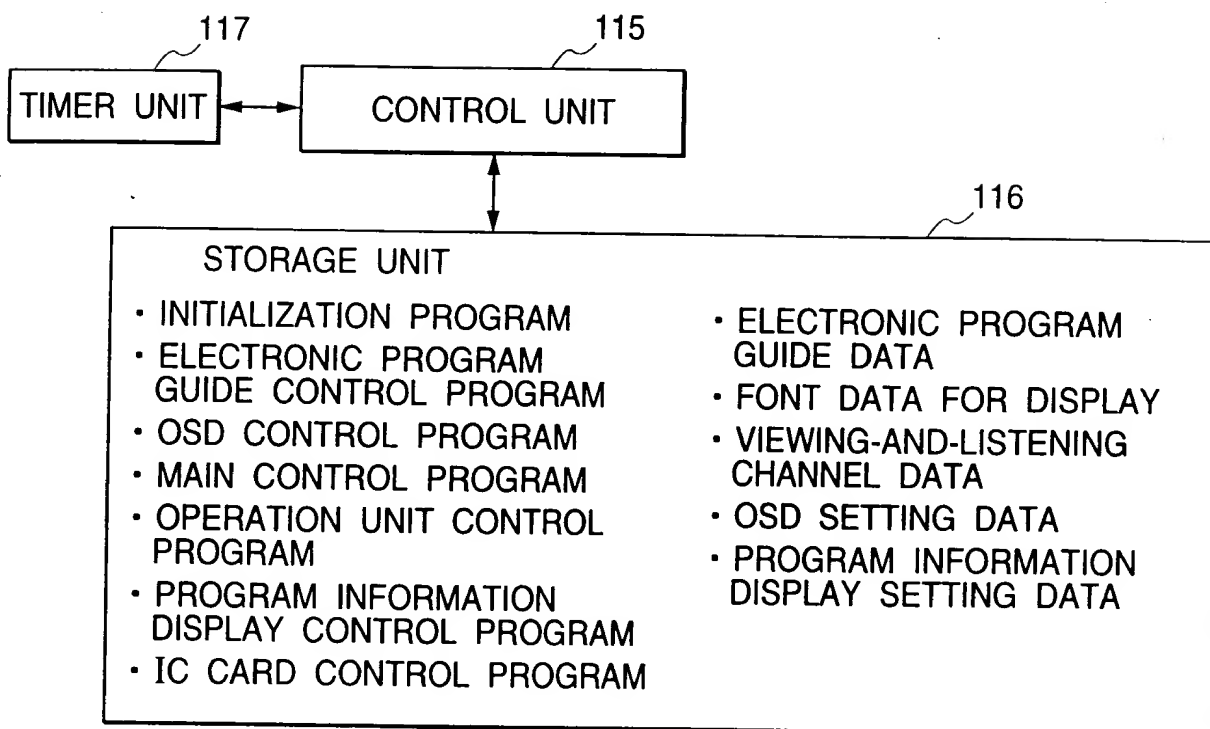 117
115
TIMER UNIT
CONTROL UNIT
116
STORAGE UNIT
・INITIALIZATION PROGRAM
・ELECTRONIC PROGRAM
GUIDE CONTROL PROGRAM
・OSD CONTROL PROGRAM
・MAIN CONTROL PROGRAM
・OPERATION UNIT CONTROL
PROGRAM
・PROGRAM INFORMATION
DISPLAY CONTROL PROGRAM
・IC CARD CONTROL PROGRAM
・ELECTRONIC PROGRAM
GUIDE DATA
・FONT DATA FOR DISPLAY
・VIEWING-AND-LISTENING
CHANNEL DATA
・OSD SETTING DATA
・PROGRAM INFORMATION
DISPLAY SETTING DATA